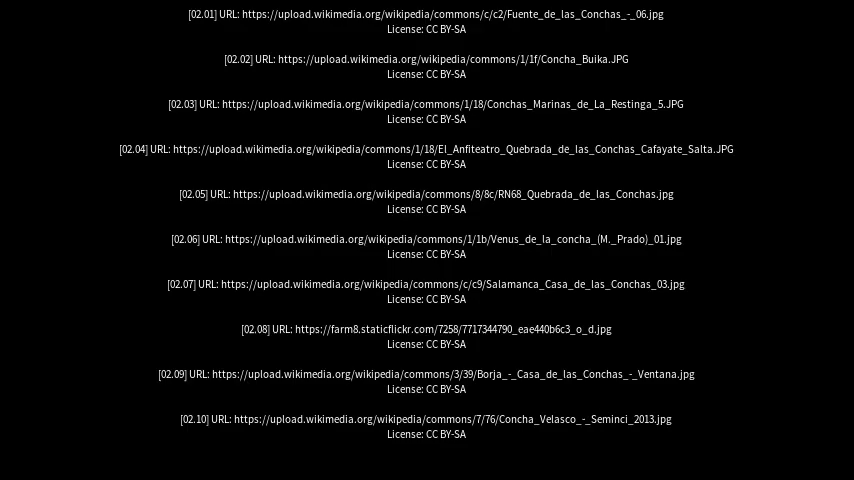 [02.01] URL: https://upload.wikimedia.org/wikipedia/commons/c/c2/Fuente_de_las_Conchas_-_06.jpg
License: CC BY-SA
[02.02] URL: https://upload.wikimedia.org/wikipedia/commons/1/1f/Concha_Buika.JPG
License: CC BY-SA
[02.03] URL: https://upload.wikimedia.org/wikipedia/commons/1/18/Conchas_Marinas_de_La_Restinga_5.JPG
License: CC BY-SA
[02.04] URL: https://upload.wikimedia.org/wikipedia/commons/1/18/El_Anfiteatro_Quebrada_de_las_Conchas_Cafayate_Salta.JPG
License: CC BY-SA
[02.05] URL: https://upload.wikimedia.org/wikipedia/commons/8/8c/RN68_Quebrada_de_las_Conchas.jpg
License: CC BY-SA
[02.06] URL: https://upload.wikimedia.org/wikipedia/commons/1/1b/Venus_de_la_concha_(M._Prado)_01.jpg
License: CC BY-SA
[02.07] URL: https://upload.wikimedia.org/wikipedia/commons/c/c9/Salamanca_Casa_de_las_Conchas_03.jpg
License: CC BY-SA
[02.08] URL: https://farm8.staticflickr.com/7258/7717344790_eae440b6c3_o_d.jpg
License: CC BY-SA
[02.09] URL: https://upload.wikimedia.org/wikipedia/commons/3/39/Borja_-_Casa_de_las_Conchas_-_Ventana.jpg
License: CC BY-SA
[02.10] URL: https://upload.wikimedia.org/wikipedia/commons/7/76/Concha_Velasco_-_Seminci_2013.jpg
License: CC BY-SA